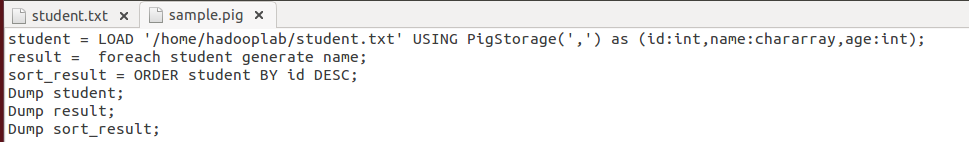 student.txt × sample.pig ×
student = LOAD '/home/hadooplab/student.txt' USING PigStorage(',') as (id:int,name:chararray,age:int);
result =  foreach student generate name;
sort_result = ORDER student BY id DESC;
Dump student;
Dump result;
Dump sort_result;